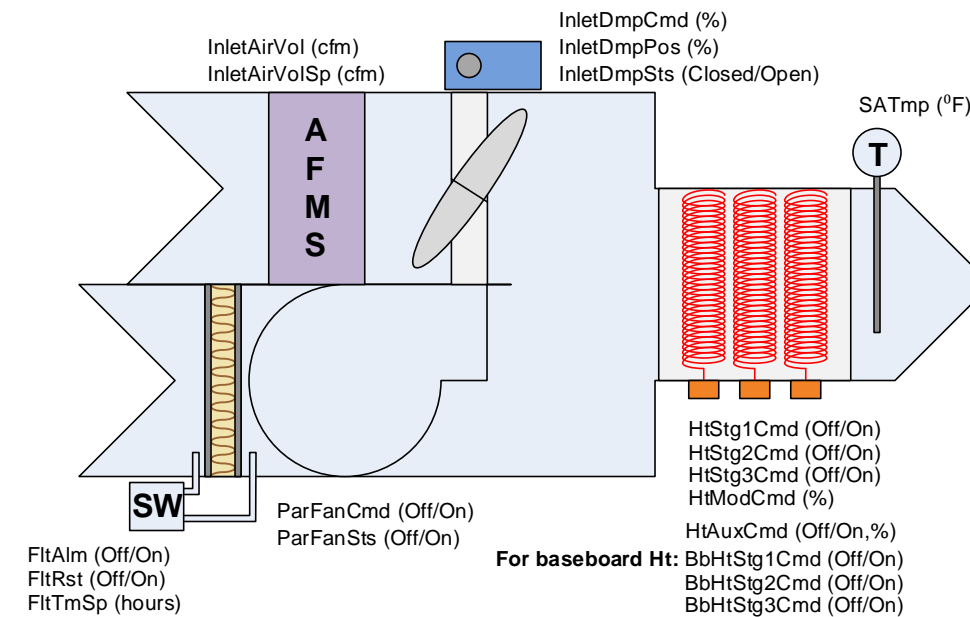 InletDmpCmd (%)
InletDmpPos (%)
InletDmpSts (Closed/Open)
InletAirVol (cfm)
InletAirVolSp (cfm)
SATmp (⁰F)
A
F
M
S
T
SW
FltAlm (Off/On)
FltRst (Off/On)
FltTmSp (hours)
ParFanCmd (Off/On)
ParFanSts (Off/On)
HtStg1Cmd (Off/On)
HtStg2Cmd (Off/On)
HtStg3Cmd (Off/On)
HtModCmd (%)
HtAuxCmd (Off/On,%)
For baseboard Ht: BbHtStg1Cmd (Off/On)
BbHtStg2Cmd (Off/On)
BbHtStg3Cmd (Off/On)